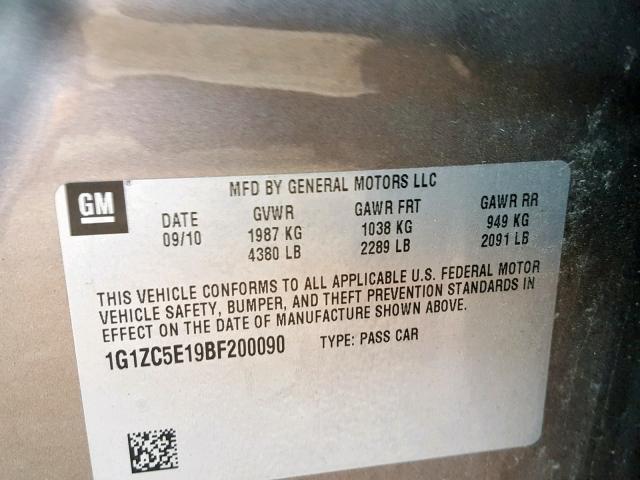 GM
MFD BY GENERAL MOTORS LLC
DATE GVWR GAWR FRT GAWR RR
09/10 1987 KG 1038 KG 949 KG
4380 LB 2289 LB 2091 LB
THIS VEHICLE CONFORMS TO ALL APPLICABLE U.S. FEDERAL MOTOR
VEHICLE SAFETY, BUMPER, AND THEFT PREVENTION STANDARDS IN
EFFECT ON THE DATE OF MANUFACTURE SHOWN ABOVE.
1G1ZC5E19BF200090 TYPE: PASS CAR